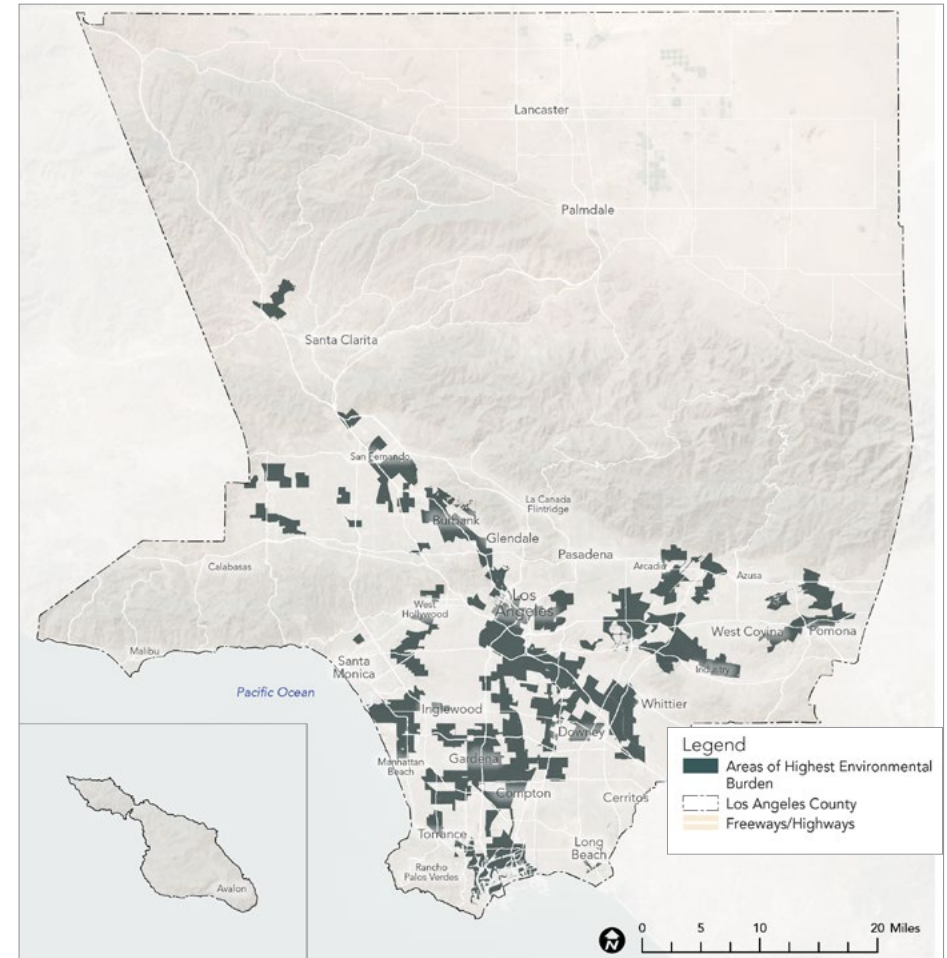 Lancaster
Palmdale
Santa Clarita
San Fernando
La Canada
Flintridge
Burbank
Glendale
Pasadena
Arcadia
Azusa
Calabasas
Los
Angeles
West
Hollywood
West Covina
Pomona
Malibu
Santa
Monica
Industry
Pacific Ocean
Inglewood
Whittier
Downey
Manhattan
Beach
Gardena
Compton
Cerritos
Torrance
Long
Beach
Rancho
Palos Verdes
Avalon
Legend
Areas of Highest Environmental
Burden
Los Angeles County
Freeways/Highways
N
0 5 10 20 Miles